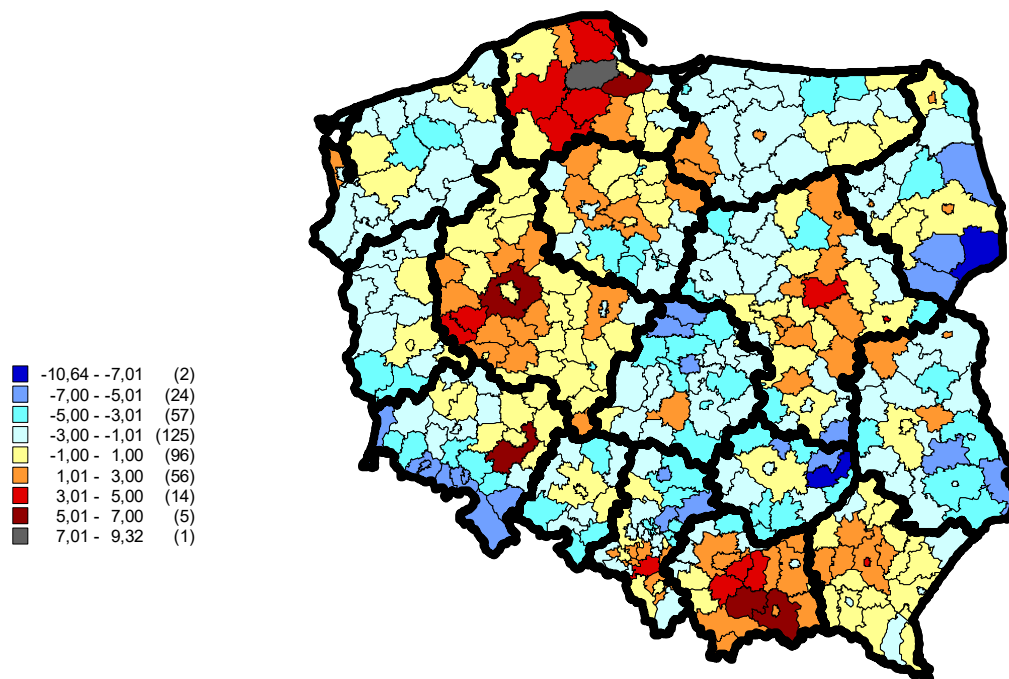 -10,64 - -7,01 (2)
-7,00 - -5,01 (24)
-5,00 - -3,01 (57)
-3,00 - -1,01 (125)
-1,00 - 1,00 (96)
1,01 - 3,00 (56)
3,01 - 5,00 (14)
5,01 - 7,00 (5)
7,01 - 9,32 (1)